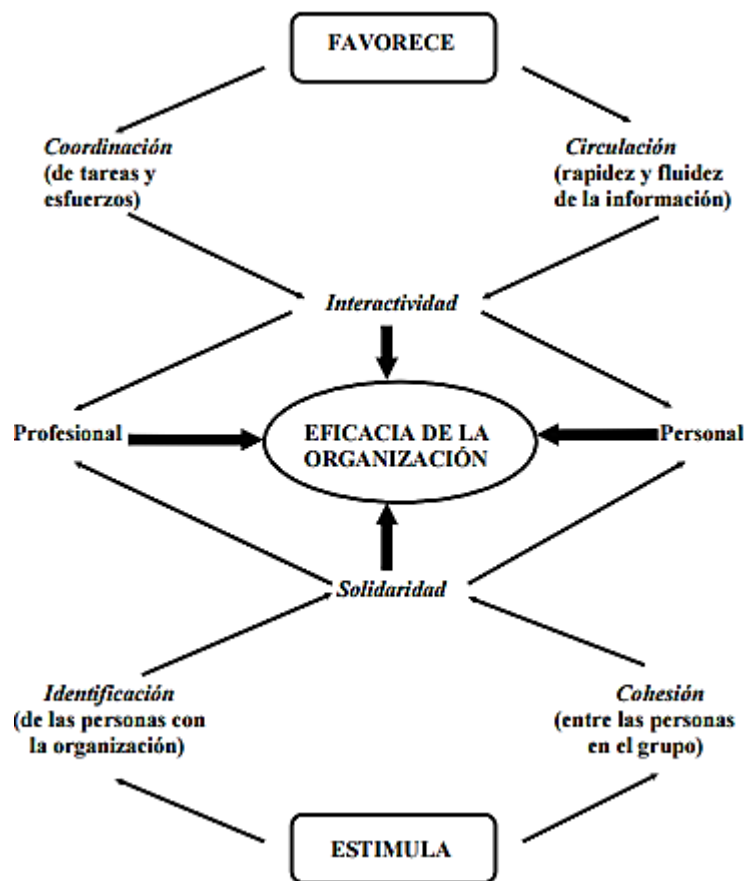 FAVORECE
Coordinación
(de tareas y
esfuerzos)
Circulación
(rapidez y fluidez
de la información)
Interactividad
Profesional
EFICACIA DE LA
ORGANIZACIÓN
Personal
Solidaridad
Identificación
(de las personas con
la organización)
Cohesión
(entre las personas
en el grupo)
ESTIMULA